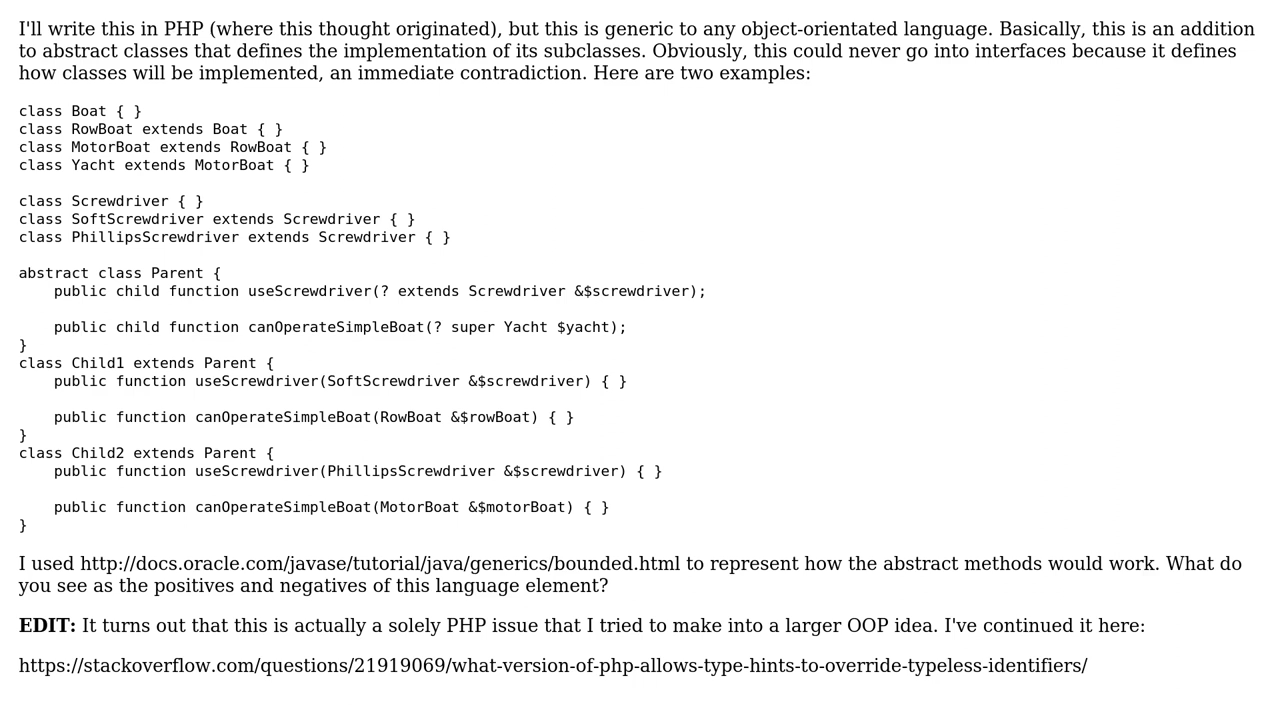 I'll write this in PHP (where this thought originated), but this is generic to any object-orientated language. Basically, this is an addition
to abstract classes that defines the implementation of its subclasses. Obviously, this could never go into interfaces because it defines
how classes will be implemented, an immediate contradiction. Here are two examples:
class Boat { }
class RowBoat extends Boat { }
class MotorBoat extends RowBoat { }
class Yacht extends MotorBoat { }
class Screwdriver { }
class SoftScrewdriver extends Screwdriver { }
class PhillipsScrewdriver extends Screwdriver { }
abstract class Parent {
    public child function useScrewdriver(? extends Screwdriver &$screwdriver);
    public child function canOperateSimpleBoat(? super Yacht $yacht);
}
class Child1 extends Parent {
    public function useScrewdriver(SoftScrewdriver &$screwdriver) { }
    public function canOperateSimpleBoat(RowBoat &$rowBoat) { }
}
class Child2 extends Parent {
    public function useScrewdriver(PhillipsScrewdriver &$screwdriver) { }
    public function canOperateSimpleBoat(MotorBoat &$motorBoat) { }
}
I used http://docs.oracle.com/javase/tutorial/java/generics/bounded.html to represent how the abstract methods would work. What do
you see as the positives and negatives of this language element?
EDIT: It turns out that this is actually a solely PHP issue that I tried to make into a larger OOP idea. I've continued it here:
https://stackoverflow.com/questions/21919069/what-version-of-php-allows-type-hints-to-override-typeless-identifiers/